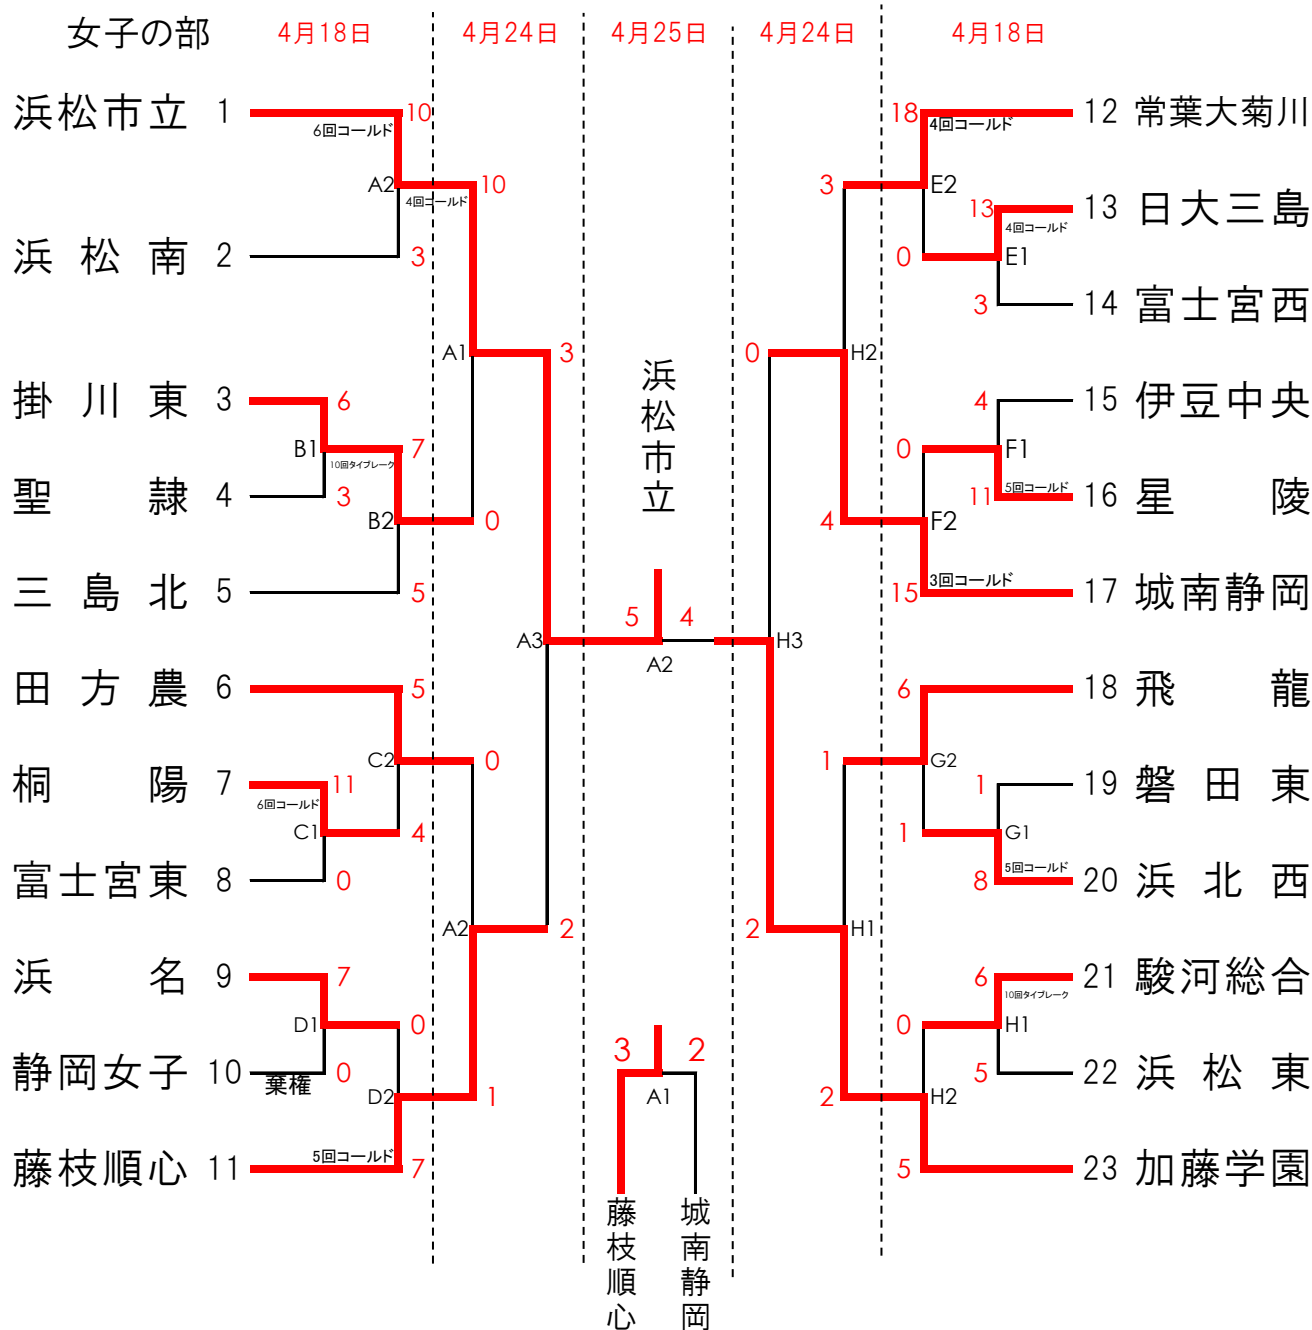 女子の部 4月18日 4月24日 4月25日 4月24日 4月18日
浜松市立 1 10 18 12 常葉大菊川
6回コールド 4回コールド
A2 10 3 E2
4回コールド
13 13 日大三島
4回コールド
浜松南 2 3 0 E1
3 14 富士宮西
A1 3 0 H2
浜松市立
掛川東 3 6 4 15 伊豆中央
B1 7 0 F1
10回タイブレーク 5回コールド
聖隷 4 3 11 16 星陵
B2 0 4 F2
3回コールド
三島北 5 5 15 17 城南静岡
5 4
A3 A2 H3
田方農 6 5 6 18 飛龍
C2 0 1 G2
桐陽 7 11 1 19 磐田東
6回コールド
C1 4 1 G1
5回コールド
富士宮東 8 0 8 20 浜北西
A2 2 2 H1
浜名 9 7 6 21 駿河総合
10回タイブレーク
D1 0 0 H1
3 2
静岡女子 10 0 5 22 浜松東
棄権
D2 1 A1 2 H2
5回コールド
藤枝順心 11 7 5 23 加藤学園
藤枝順心 城南静岡